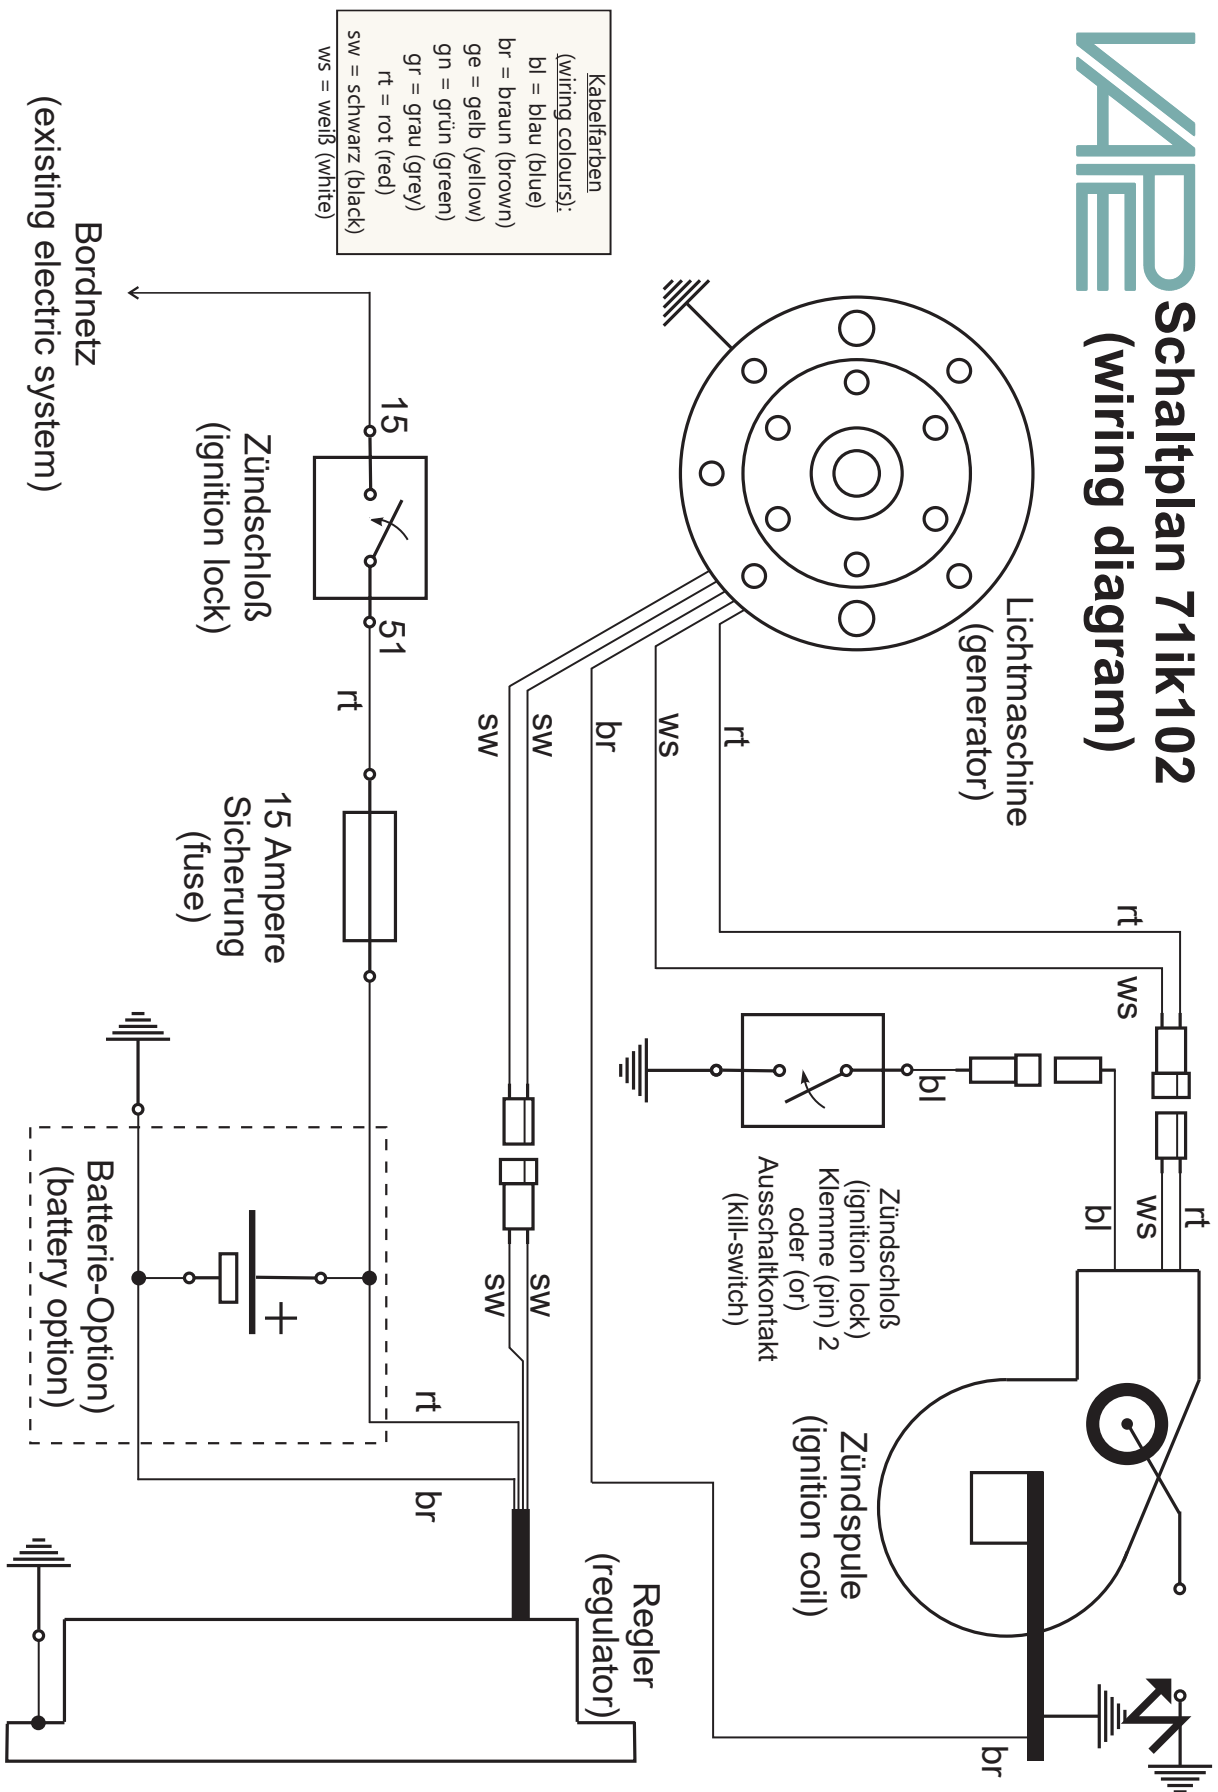 VAPE
Schaltplan 71ik102
(wiring diagram)
Lichtmaschine
(generator)
rt
ws
br
sw
sw
rt
ws
rt
ws
bl
bl
Zündschloß
(ignition lock)
Klemme (pin) 2
oder (or)
Ausschaltkontakt
(kill-switch)
Zündspule
(ignition coil)
br
sw
sw
Regler
(regulator)
rt
br
Kabelfarben
(wiring colours):
bl = blau (blue)
br = braun (brown)
ge = gelb (yellow)
gn = grün (green)
gr = grau (grey)
rt = rot (red)
sw = schwarz (black)
ws = weiß (white)
15
51
rt
Zündschloß
(ignition lock)
15 Ampere
Sicherung
(fuse)
+
Batterie-Option)
(battery option)
Bordnetz
(existing electric system)